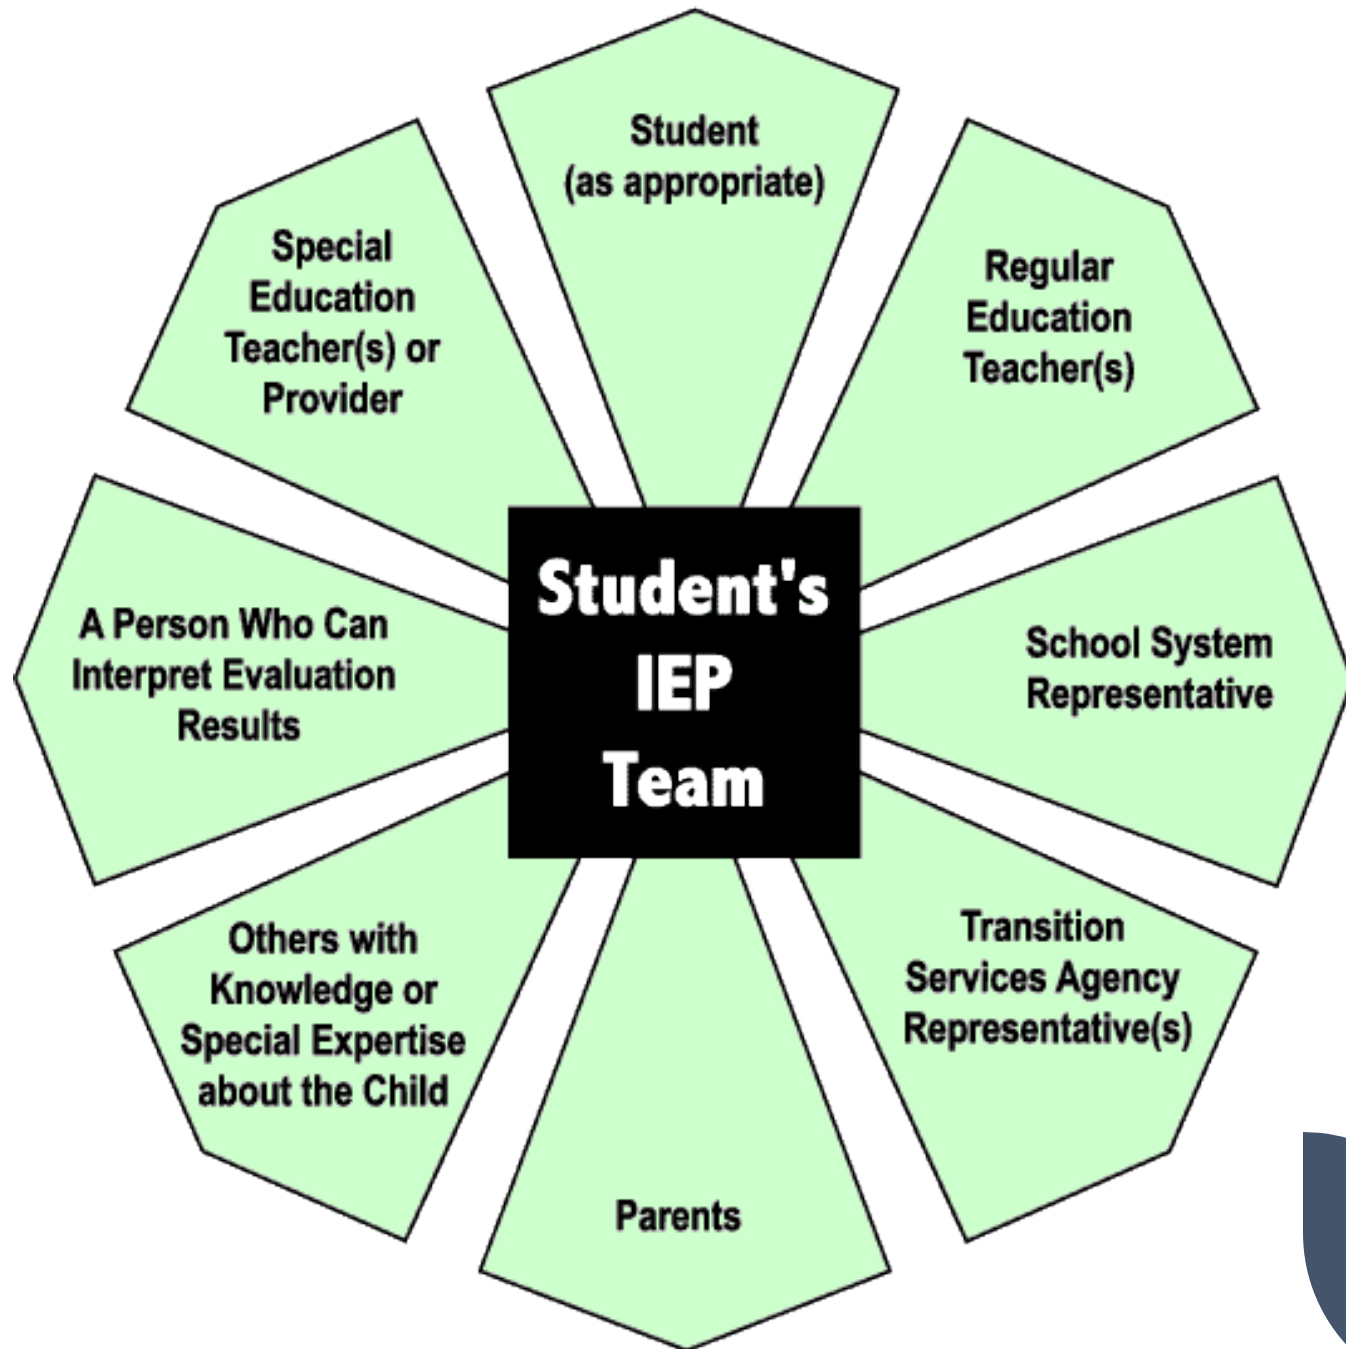 Student
(as appropriate)
Regular
Education
Teacher(s)
School System
Representative
Transition
Services Agency
Representative(s)
Parents
Others with
Knowledge or
Special Expertise
about the Child
A Person Who Can
Interpret Evaluation
Results
Special
Education
Teacher(s) or
Provider
Student's
IEP
Team